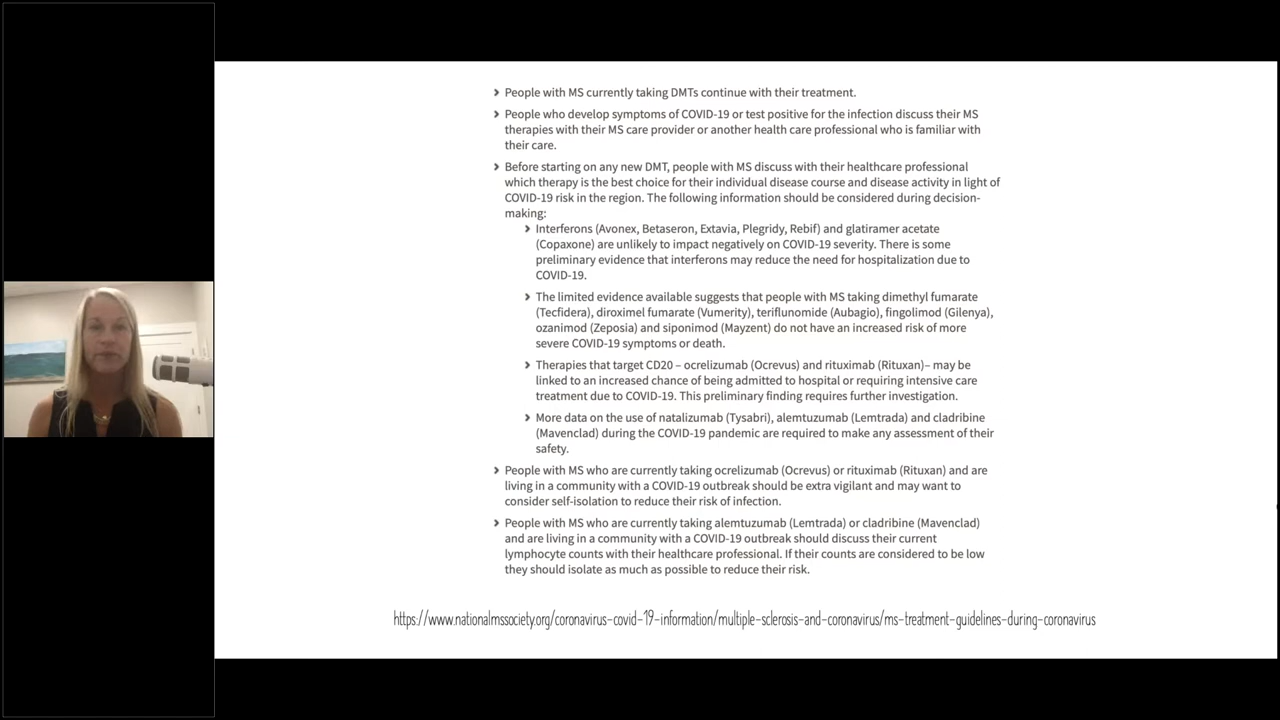 › People with MS currently taking DMTs continue with their treatment.
› People who develop symptoms of COVID-19 or test positive for the infection discuss their MS
therapies with their MS care provider or another health care professional who is familiar with
their care.
› Before starting on any new DMT, people with MS discuss with their healthcare professional
which therapy is the best choice for their individual disease course and disease activity in light of
COVID-19 risk in the region. The following information should be considered during decision-
making:
› Interferons (Avonex, Betaseron, Extavia, Plegridy, Rebif) and glatiramer acetate
(Copaxone) are unlikely to impact negatively on COVID-19 severity. There is some
preliminary evidence that interferons may reduce the need for hospitalization due to
COVID-19.
› The limited evidence available suggests that people with MS taking dimethyl fumarate
(Tecfidera), diroximel fumarate (Vumerity), teriflunomide (Aubagio), fingolimod (Gilenya),
ozanimod (Zeposia) and siponimod (Mayzent) do not have an increased risk of more
severe COVID-19 symptoms or death.
› Therapies that target CD20 – ocrelizumab (Ocrevus) and rituximab (Rituxan)– may be
linked to an increased chance of being admitted to hospital or requiring intensive care
treatment due to COVID-19. This preliminary finding requires further investigation.
› More data on the use of natalizumab (Tysabri), alemtuzumab (Lemtrada) and cladribine
(Mavenclad) during the COVID-19 pandemic are required to make any assessment of their
safety.
› People with MS who are currently taking ocrelizumab (Ocrevus) or rituximab (Rituxan) and are
living in a community with a COVID-19 outbreak should be extra vigilant and may want to
consider self-isolation to reduce their risk of infection.
› People with MS who are currently taking alemtuzumab (Lemtrada) or cladribine (Mavenclad)
and are living in a community with a COVID-19 outbreak should discuss their current
lymphocyte counts with their healthcare professional. If their counts are considered to be low
they should isolate as much as possible to reduce their risk.
https://www.nationalmssociety.org/coronavirus-covid-19-information/multiple-sclerosis-and-coronavirus/ms-treatment-guidelines-during-coronavirus